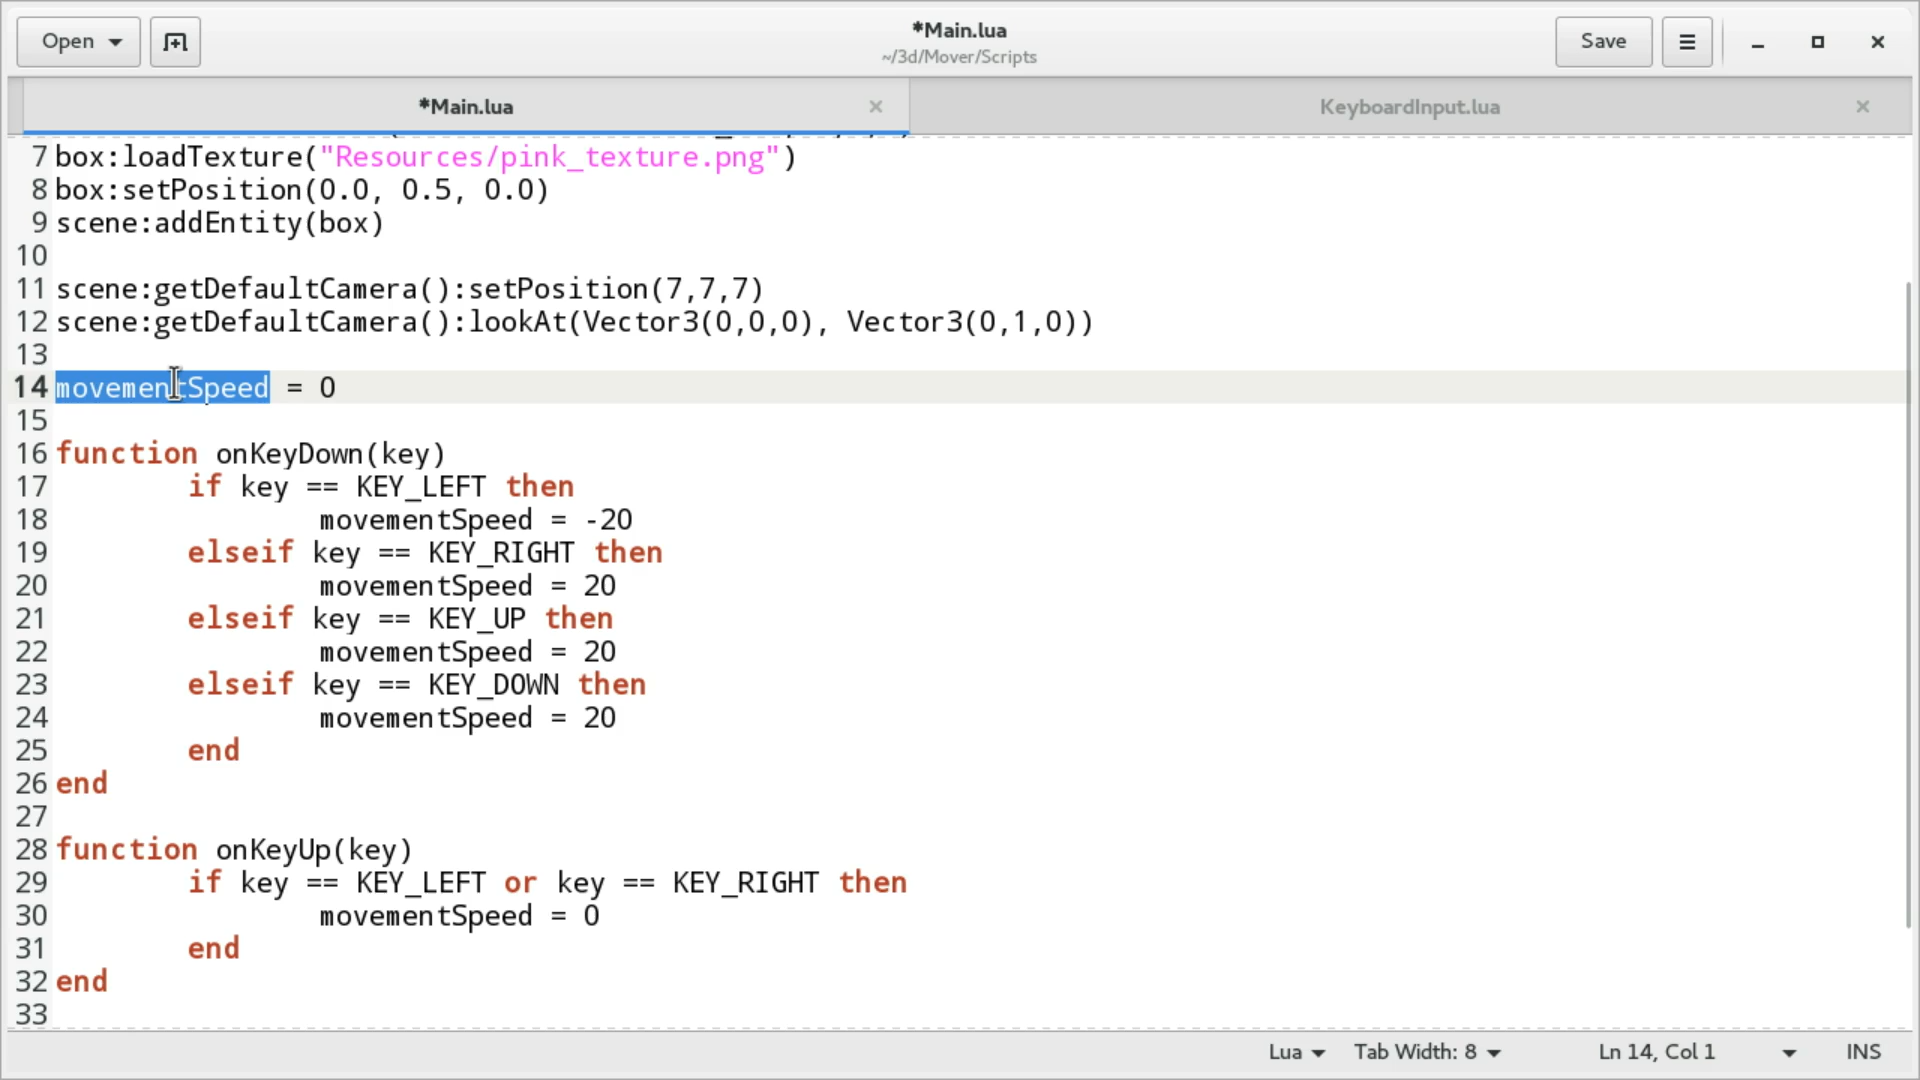 Open
*Main.lua
~/3d/Mover/Scripts
Save
*Main.lua
KeyboardInput.lua
7 box:loadTexture("Resources/pink_texture.png")
8 box:setPosition(0.0, 0.5, 0.0)
9 scene:addEntity(box)
10
11 scene:getDefaultCamera():setPosition(7,7,7)
12 scene:getDefaultCamera():lookAt(Vector3(0,0,0), Vector3(0,1,0))
13
14 movementSpeed = 0
15
16 function onKeyDown(key)
17 if key == KEY_LEFT then
18 movementSpeed = -20
19 elseif key == KEY_RIGHT then
20 movementSpeed = 20
21 elseif key == KEY_UP then
22 movementSpeed = 20
23 elseif key == KEY_DOWN then
24 movementSpeed = 20
25 end
26 end
27
28 function onKeyUp(key)
29 if key == KEY_LEFT or key == KEY_RIGHT then
30 movementSpeed = 0
31 end
32 end
33
Lua
Tab Width: 8
Ln 14, Col 1
INS